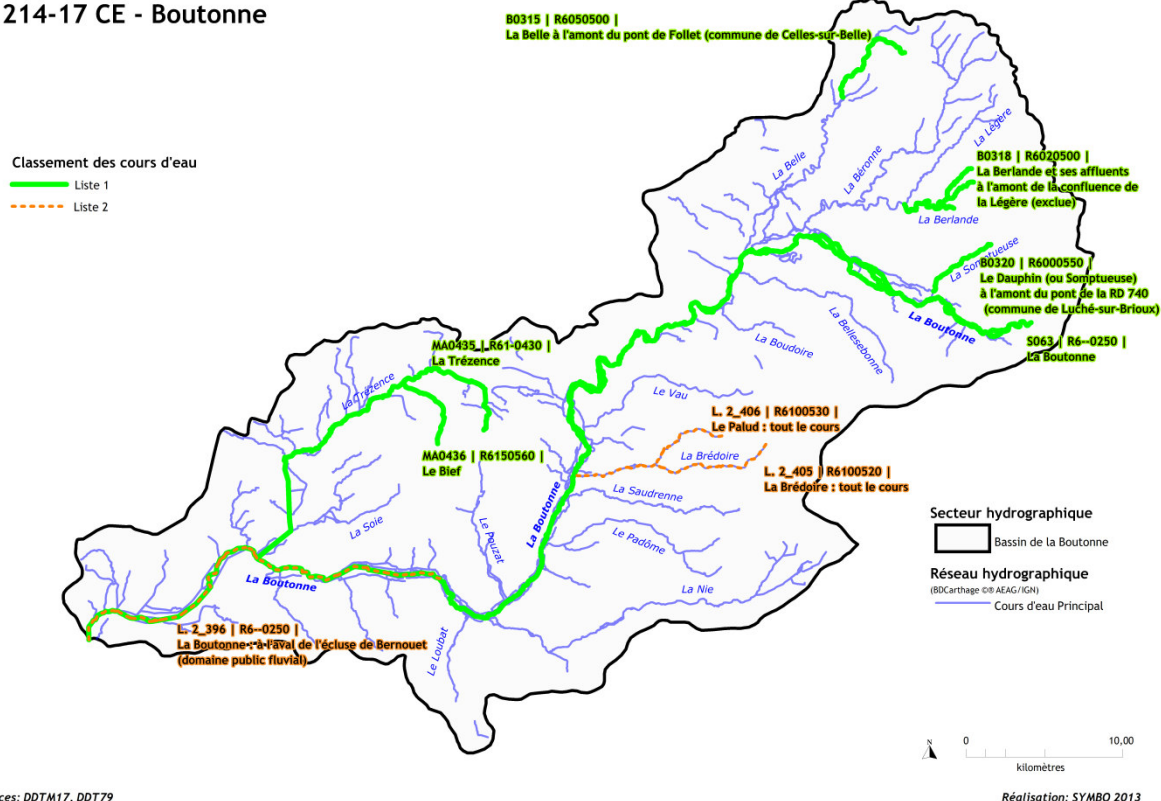 214-17 CE - Boutonne
B0315 | R6050500 |
La Belle à l'amont du pont de Follet (commune de Celles-sur-Belle)
Classement des cours d'eau
Liste 1
Liste 2
La Légère
La Belle
La Béronne
B0318 | R6020500 |
La Berlande et ses affluents
à l'amont de la confluence de
la Légère (exclue)
La Berlande
La Somptueuse
B0320 | R6000550 |
Le Dauphin (ou Somptueuse)
à l'amont du pont de la RD 740
(commune de Luché-sur-Brioux)
La Boutonne
S063 | R6--0250 |
La Boutonne
La Bellesebonne
La Boudoire
MA0435 | R61-0430 |
La Trézence
La Trézence
Le Vau
L. 2_406 | R6100530 |
Le Palud : tout le cours
La Brédoire
MA0436 | R6150560 |
Le Bief
L. 2_405 | R6100520 |
La Brédoire : tout le cours
La Saudrenne
La Boutonne
La Soie
Le Pouzat
Le Padôme
La Nie
La Boutonne
L. 2_396 | R6--0250 |
La Boutonne : à l'aval de l'écluse de Bernouet
(domaine public fluvial)
Le Loubat
Secteur hydrographique
Bassin de la Boutonne
Réseau hydrographique
(BDCarthage ©® AEAG/IGN)
Cours d'eau Principal
N
0 10,00
kilomètres
ces: DDTM17, DDT79
Réalisation: SYMBO 2013